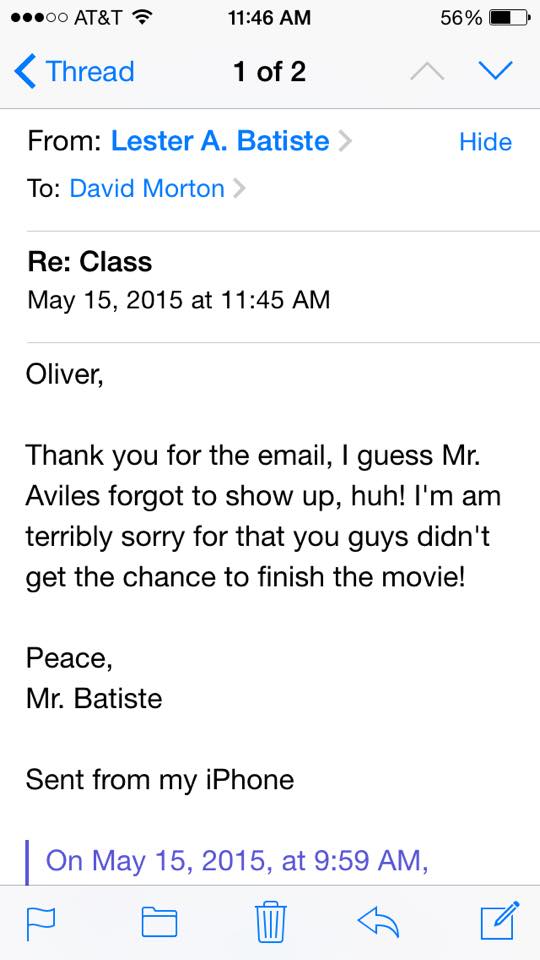 AT&T 11:46 AM 56%
Thread 1 of 2
From: Lester A. Batiste Hide
To: David Morton
Re: Class
May 15, 2015 at 11:45 AM
Oliver,
Thank you for the email, I guess Mr.
Aviles forgot to show up, huh! I'm am
terribly sorry for that you guys didn't
get the chance to finish the movie!
Peace,
Mr. Batiste
Sent from my iPhone
On May 15, 2015, at 9:59 AM,